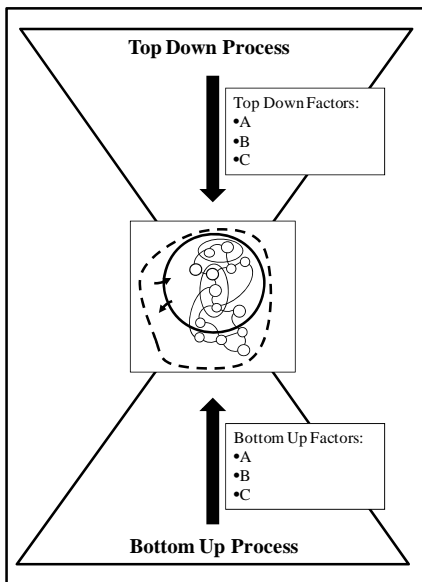 Top Down Process
Top Down Factors:
•A
•B
•C
Bottom Up Factors:
•A
•B
•C
Bottom Up Process